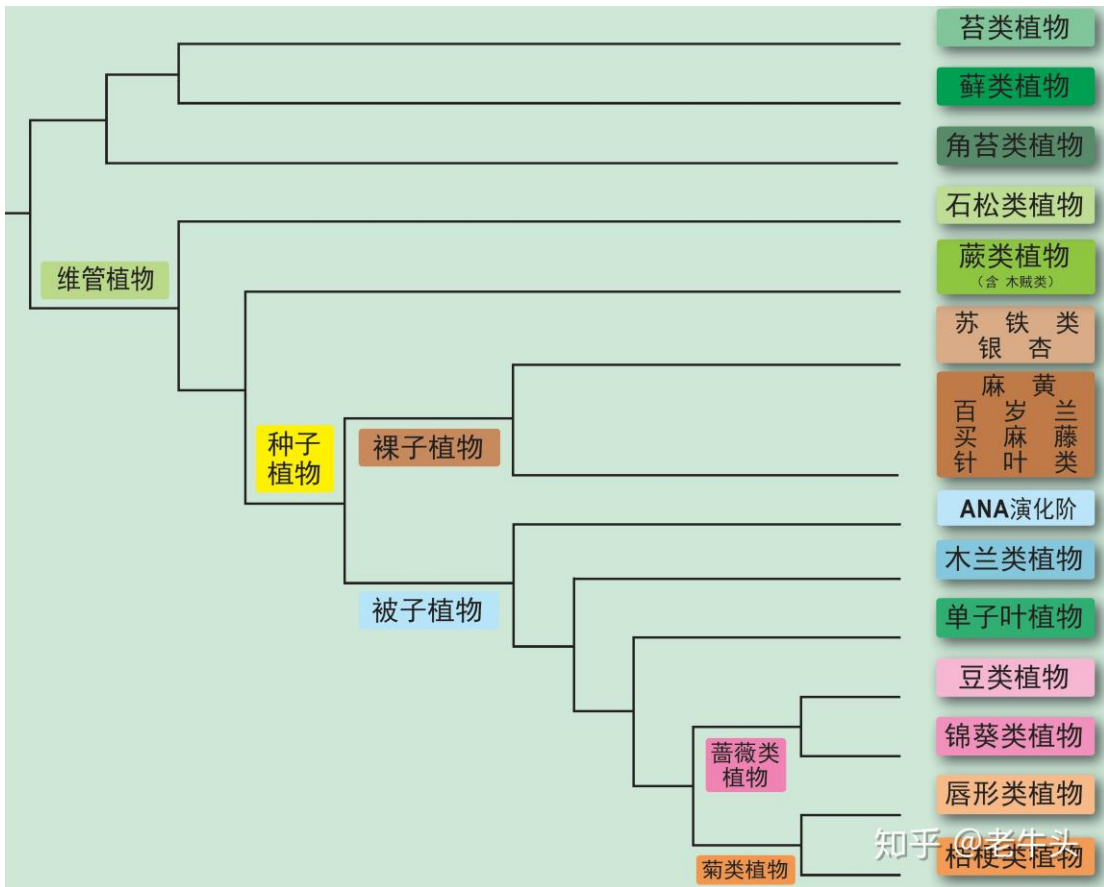 苔类植物
藓类植物
角苔类植物
石松类植物
维管植物
蕨类植物
（含 木贼类）
苏 铁 类
银 杏
麻 黄
百 岁 兰
买 麻 藤
针 叶 类
种子
植物
裸子植物
ANA演化阶
木兰类植物
被子植物
单子叶植物
豆类植物
锦葵类植物
蔷薇类
植物
唇形类植物
知乎 @老牛头
桔梗类植物
菊类植物